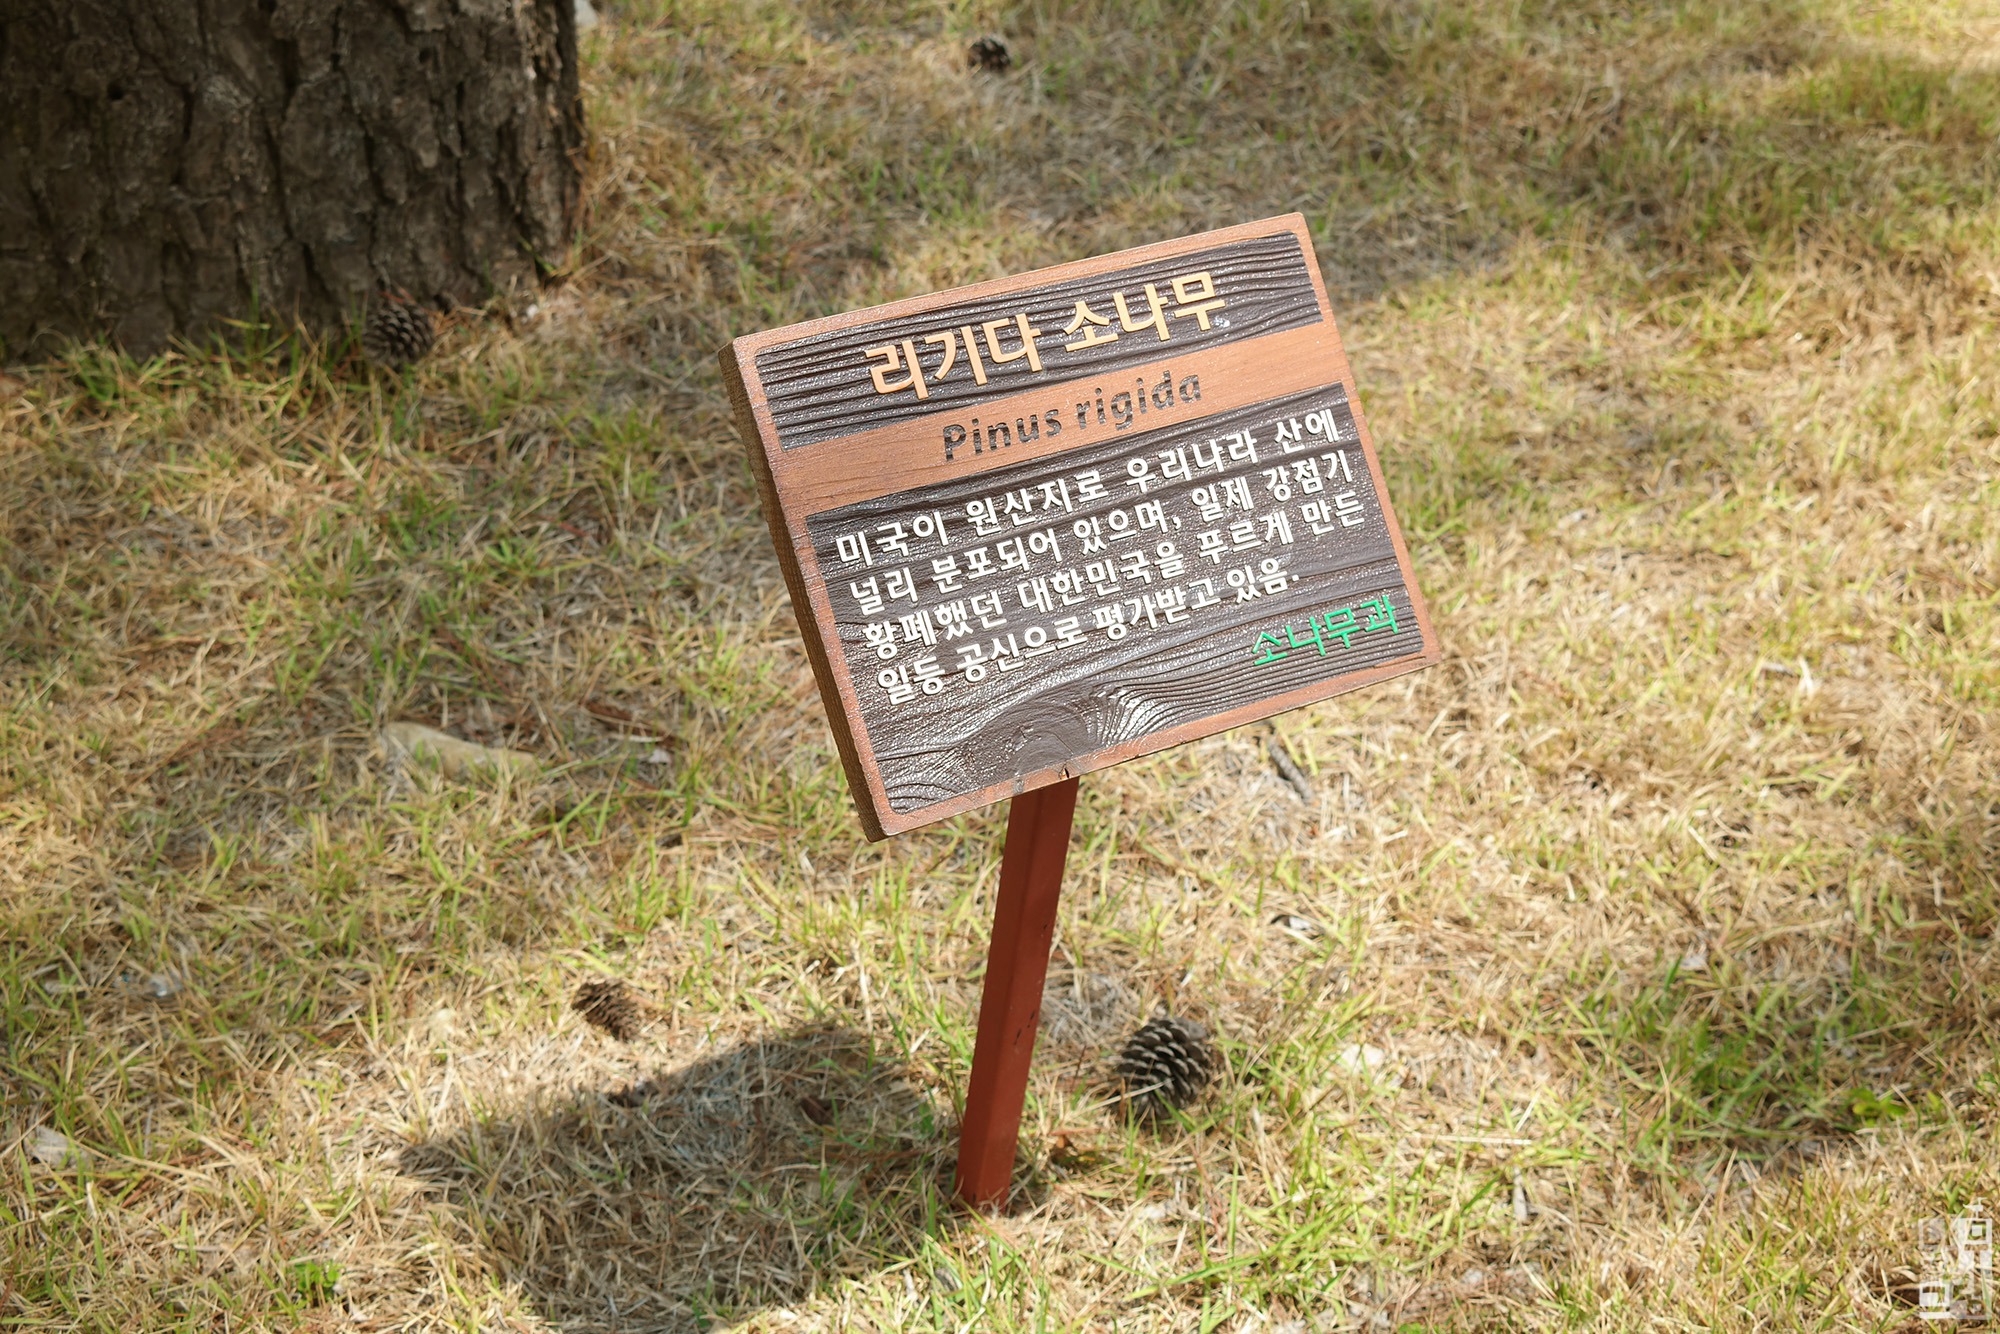 리기다 소나무
Pinus rigida
미국이 원산지로 우리나라 산에
널리 분포되어 있으며, 일제 강점기
황폐했던 대한민국을 푸르게 만든
일등 공신으로 평가받고 있음.
소나무과